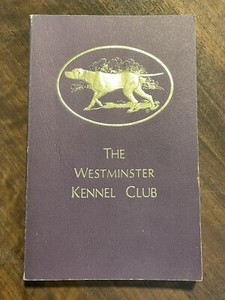 THE
WESTMINSTER
KENNEL CLUB